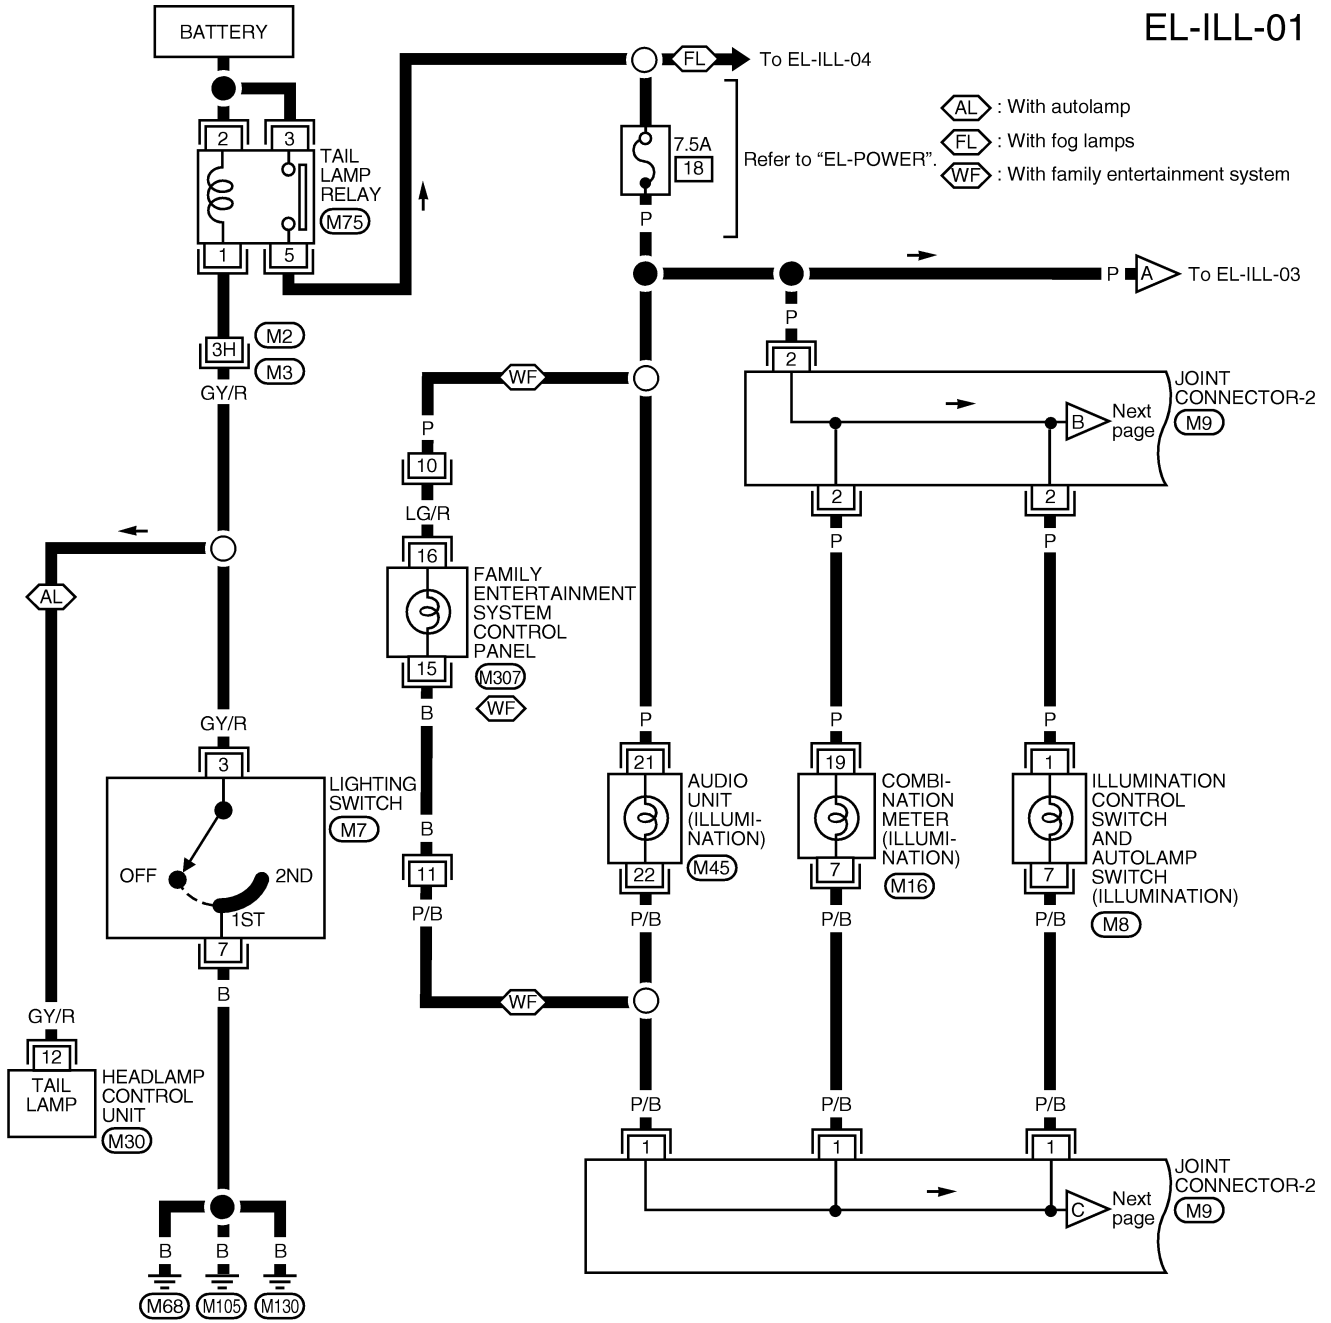 EL-ILL-01
BATTERY
FL
To EL-ILL-04
AL : With autolamp
FL : With fog lamps
WF : With family entertainment system
2
3
TAIL
LAMP
RELAY
M75
1
5
7.5A
18
Refer to “EL-POWER”.
P
P
A
To EL-ILL-03
3H
M2
M3
GY/R
WF
P
P
2
JOINT
CONNECTOR-2
M9
B
Next
page
2
2
10
LG/R
16
FAMILY
ENTERTAINMENT
SYSTEM
CONTROL
PANEL
M307
WF
15
B
P
P
AL
GY/R
3
LIGHTING
SWITCH
M7
OFF
2ND
1ST
7
B
B
11
P/B
WF
P
21
AUDIO
UNIT
(ILLUMI-
NATION)
M45
22
P/B
P
19
COMBI-
NATION
METER
(ILLUMI-
NATION)
M16
7
P/B
P
1
ILLUMINATION
CONTROL
SWITCH
AND
AUTOLAMP
SWITCH
(ILLUMINATION)
M8
7
P/B
GY/R
12
TAIL
LAMP
HEADLAMP
CONTROL
UNIT
M30
P/B
P/B
P/B
1
1
1
JOINT
CONNECTOR-2
M9
C
Next
page
B
B
B
M68
M105
M130